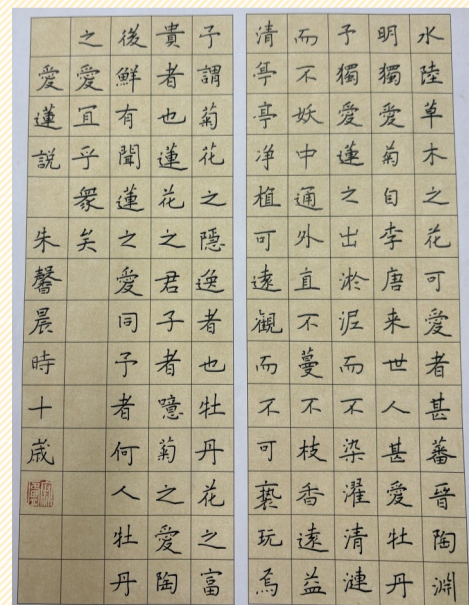 水陸草木之花可愛者甚蕃晉陶淵
明獨愛菊自李唐来世人甚愛牡丹
予獨愛蓮之出淤泥而不染濯清漣
而不妖中通外直不蔓不枝香遠益
清亭亭净植可遠觀而不可褻玩焉
予謂菊花之隱逸者也牡丹花之富
貴者也蓮花之君子者噫菊之愛陶
後鮮有聞蓮之愛同予者何人牡丹
之愛宜乎衆矣
愛蓮說 朱馨晨時十歲